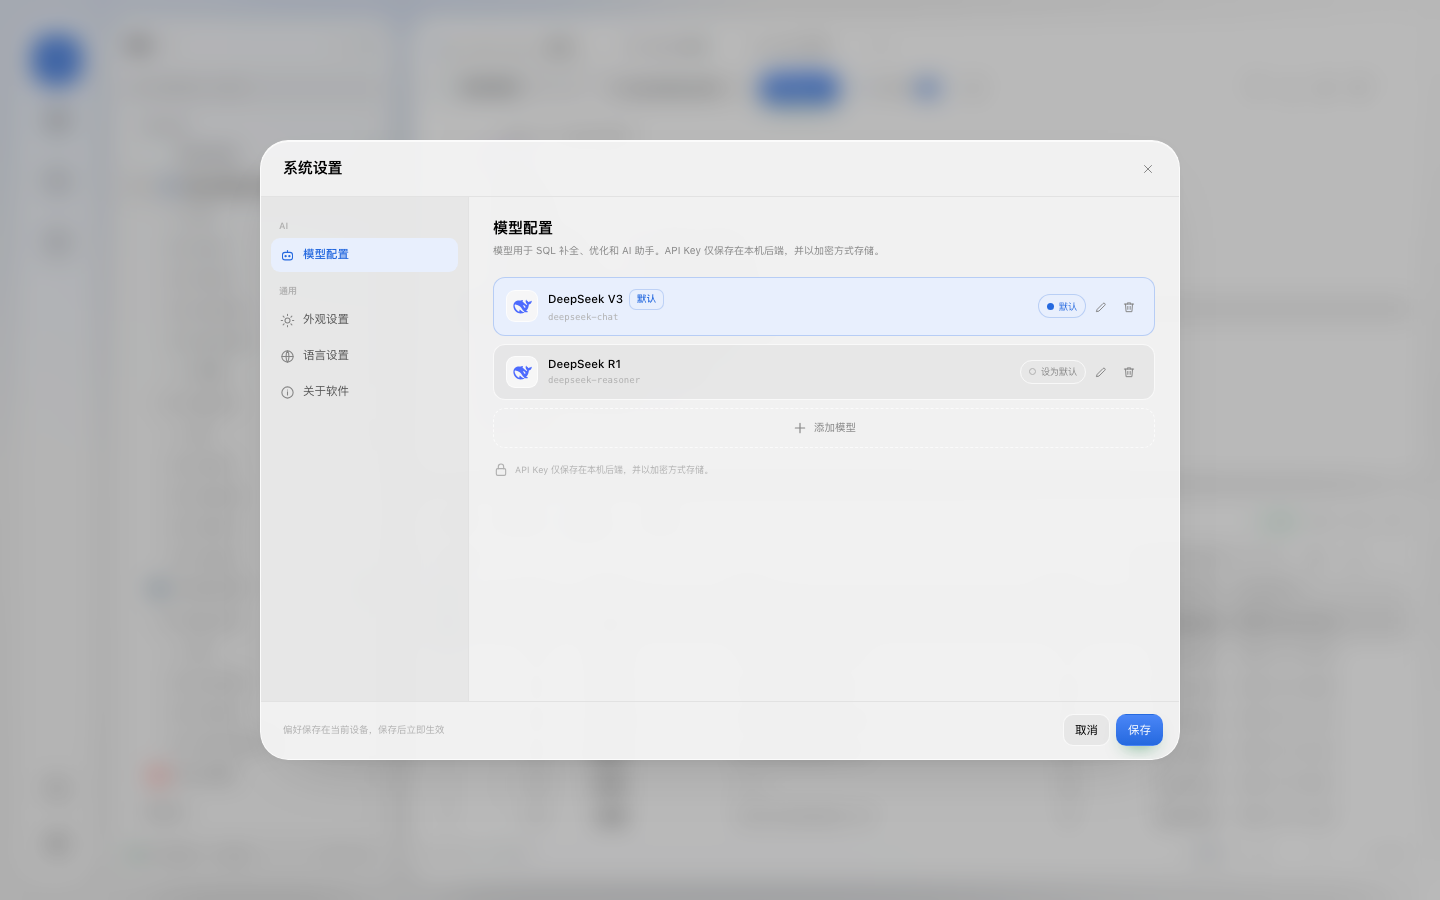 系统设置
AI
模型配置
通用
外观设置
语言设置
关于软件
模型配置
模型用于 SQL 补全、优化和 AI 助手。API Key 仅保存在本机后端，并以加密方式存储。
DeepSeek V3 默认
deepseek-chat
默认
DeepSeek R1
deepseek-reasoner
设为默认
添加模型
API Key 仅保存在本机后端，并以加密方式存储。
偏好保存在当前设备，保存后立即生效
取消
保存